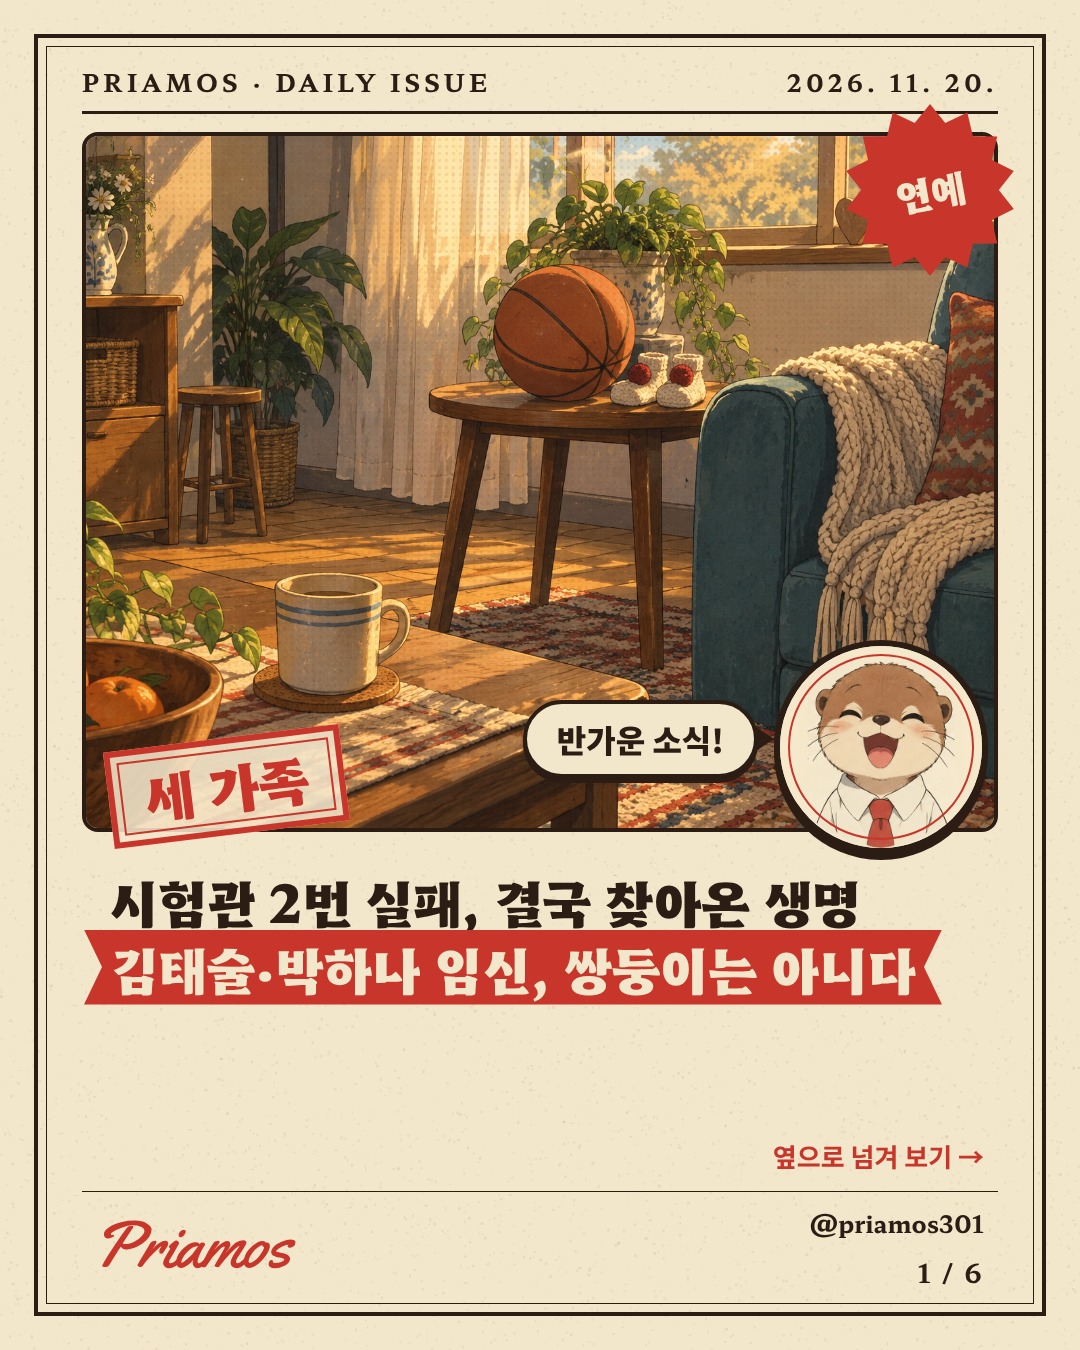 PRIAMOS · DAILY ISSUE
2026. 11. 20.
연예
반가운 소식!
세 가족
시험관 2번 실패, 결국 찾아온 생명
김태술·박하나 임신, 쌍둥이는 아니다
옆으로 넘겨 보기 →
Priamos
@priamos301
1 / 6